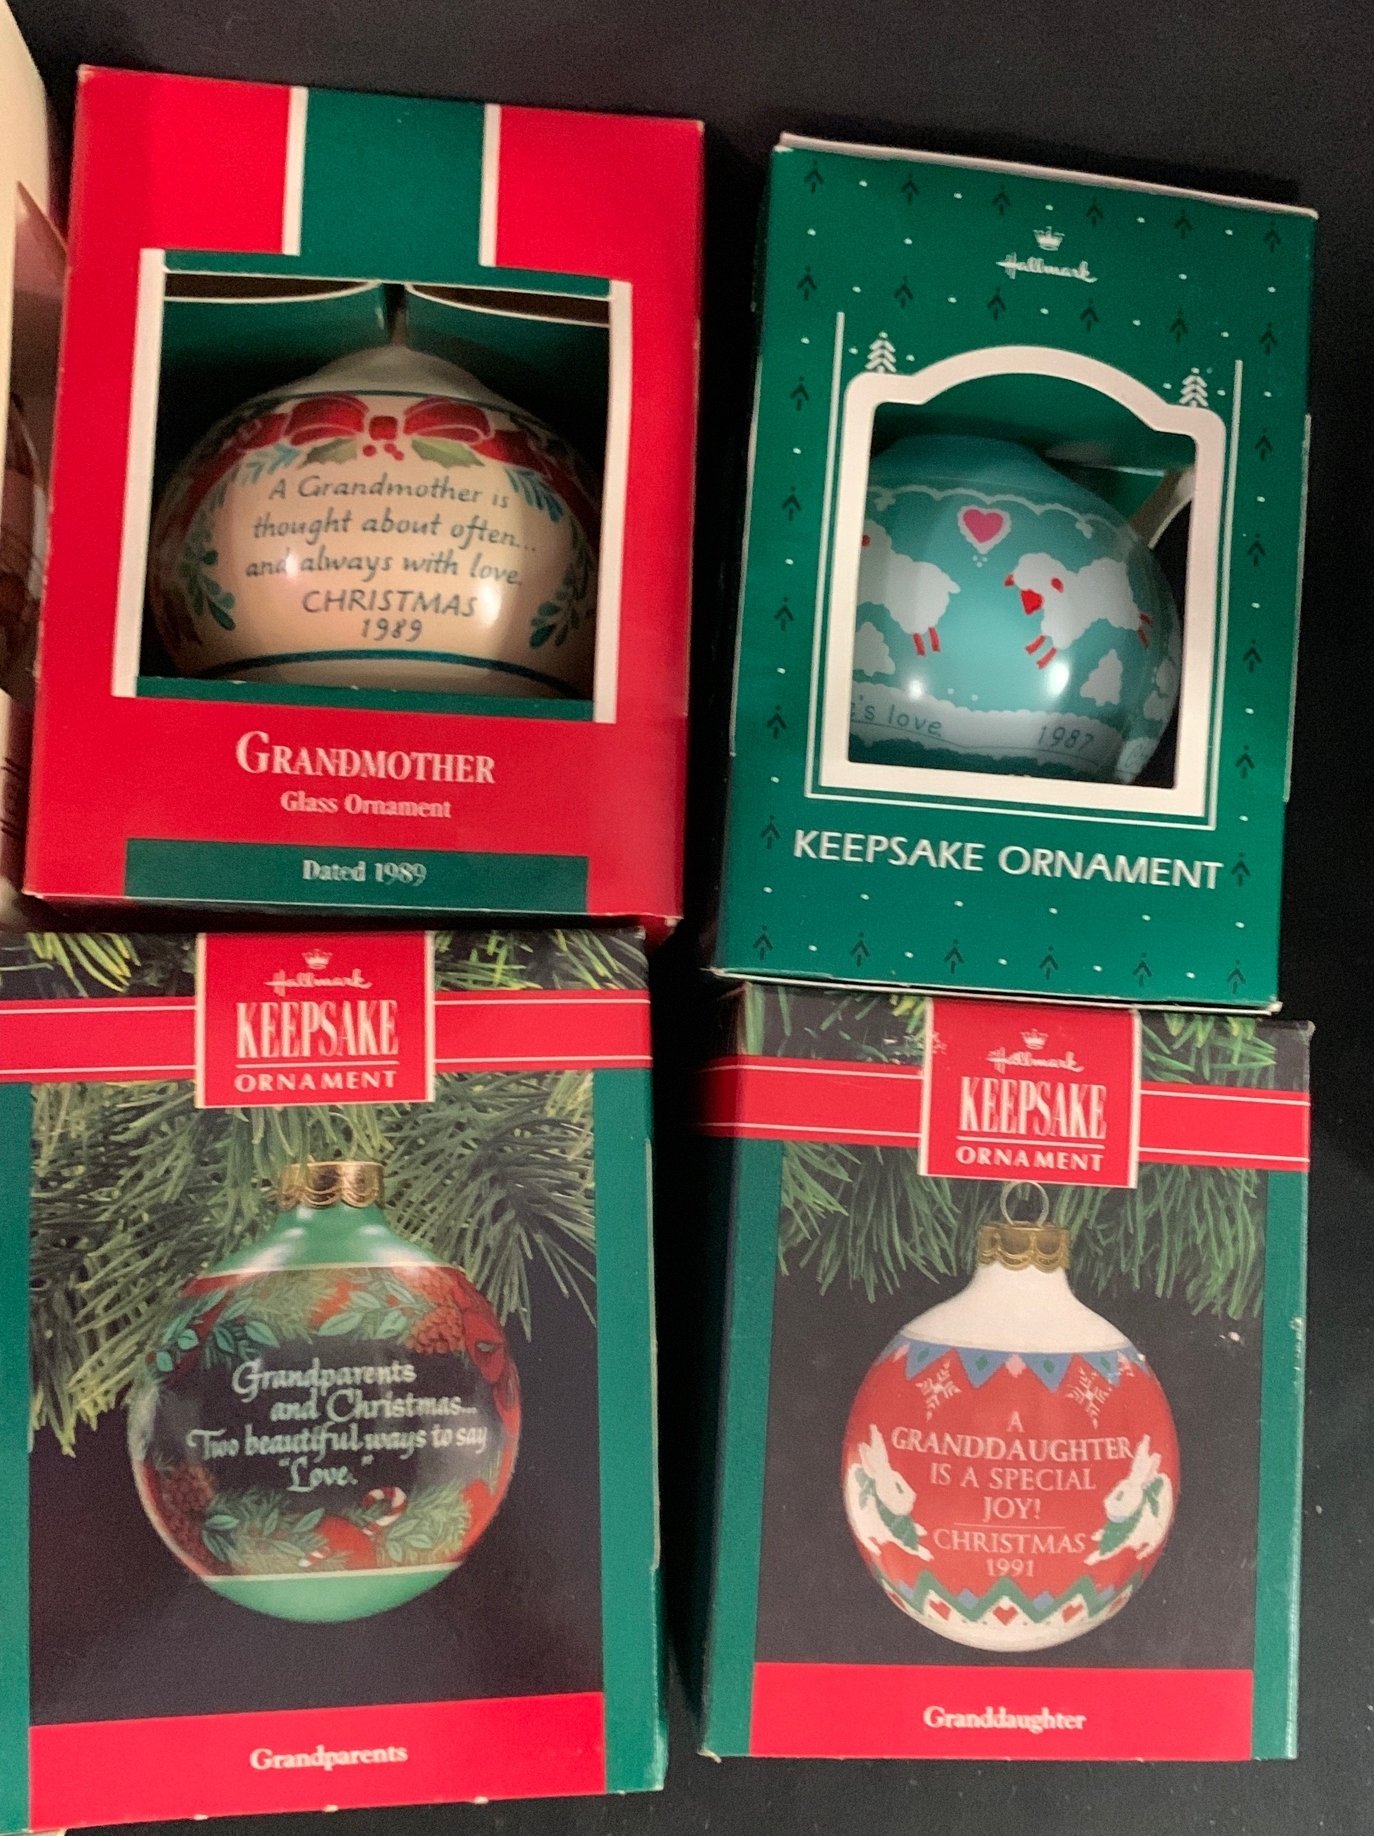 A Grandmother is
thought about often...
and always with love.
CHRISTMAS
1989
GRANDMOTHER
Glass Ornament
Dated 1989
Hallmark
's love
1987
KEEPSAKE ORNAMENT
Hallmark
KEEPSAKE
ORNAMENT
Grandparents
and Christmas...
Two beautiful ways to say
"Love."
Grandparents
Hallmark
KEEPSAKE
ORNAMENT
A
GRANDDAUGHTER
IS A SPECIAL
JOY!
CHRISTMAS
1991
Granddaughter